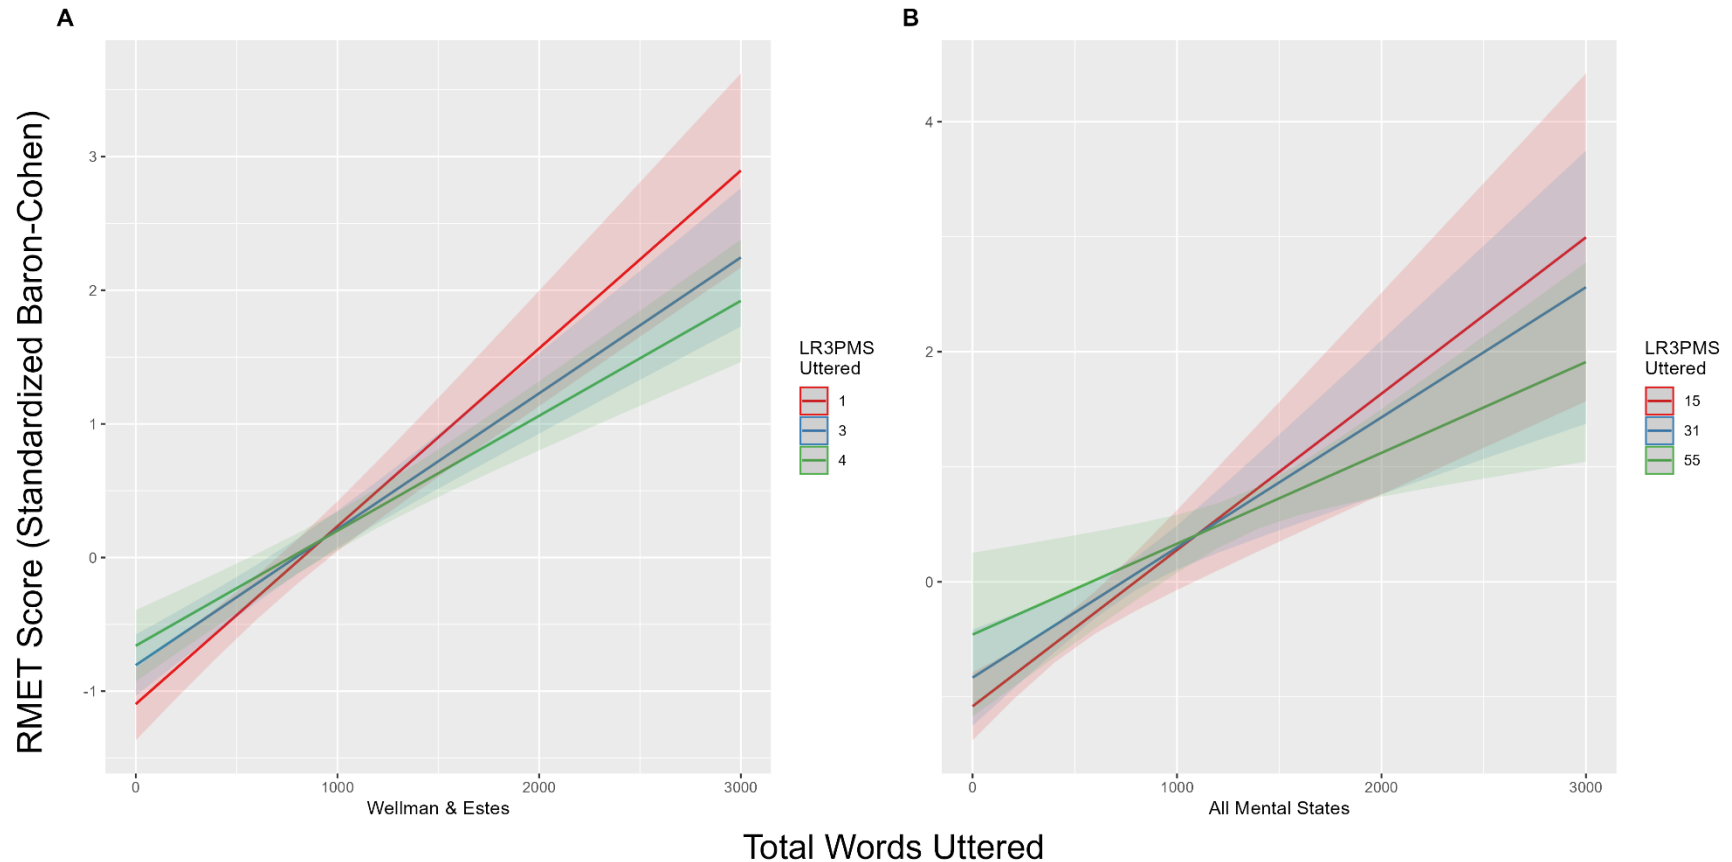 A
B
RMET Score (Standardized Baron-Cohen)
3
2
1
0
-1
0
1000
2000
3000
Wellman & Estes
LR3PMS
Uttered
1
3
4
4
2
0
0
1000
2000
3000
All Mental States
LR3PMS
Uttered
15
31
55
Total Words Uttered